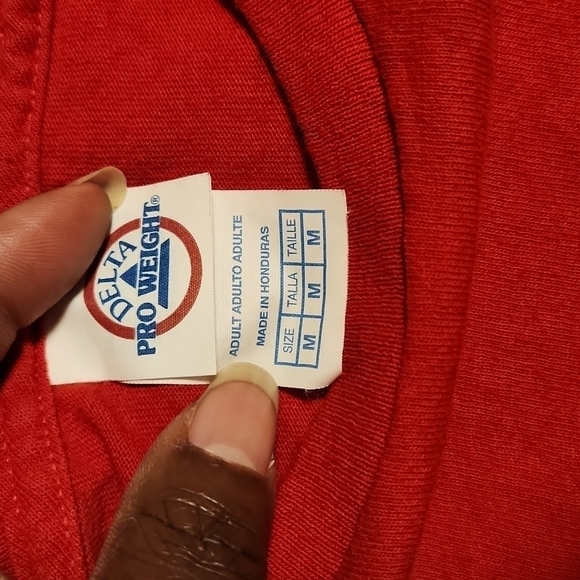 DELTA
PRO WEIGHT®
ADULT ADULTO ADULTE
MADE IN HONDURAS
SIZE TALLA TAILLE
M M M